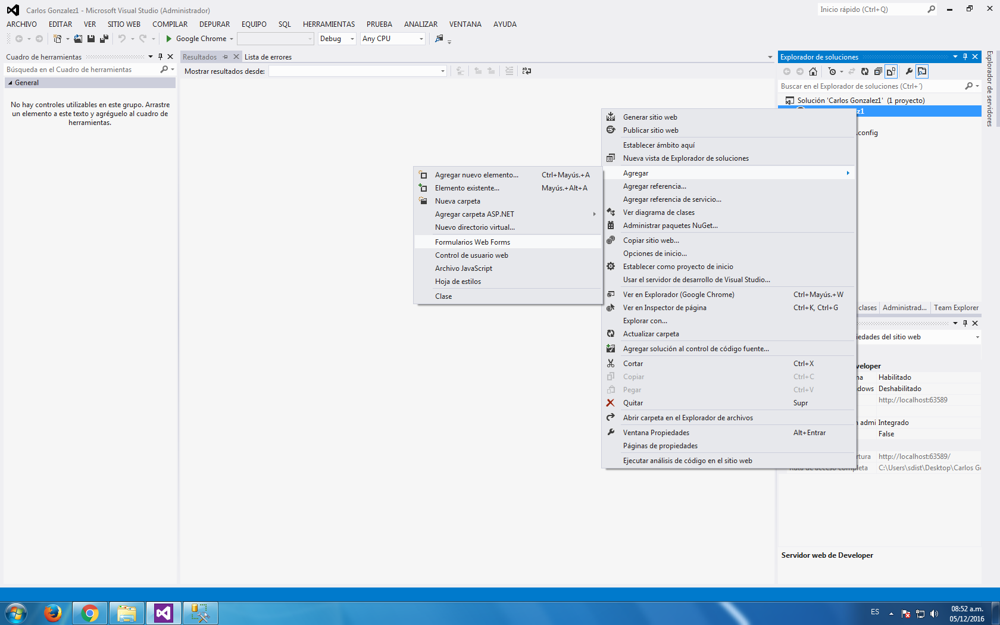 Carlos Gonzalez1 - Microsoft Visual Studio (Administrador)
Inicio rápido (Ctrl+Q)
ARCHIVO EDITAR VER SITIO WEB COMPILAR DEPURAR EQUIPO SQL HERRAMIENTAS PRUEBA ANALIZAR VENTANA AYUDA
Google Chrome Debug Any CPU
Cuadro de herramientas
Búsqueda en el Cuadro de herramientas
General
No hay controles utilizables en este grupo. Arrastre
un elemento a este texto y agréguelo al cuadro de
herramientas.
Resultados Lista de errores
Mostrar resultados desde:
Agregar nuevo elemento... Ctrl+Mayús.+A
Elemento existente... Mayús.+Alt+A
Nueva carpeta
Agregar carpeta ASP.NET
Nuevo directorio virtual...
Formularios Web Forms
Control de usuario web
Archivo JavaScript
Hoja de estilos
Clase
Generar sitio web
Publicar sitio web
Establecer ámbito aquí
Nueva vista de Explorador de soluciones
Agregar
Agregar referencia...
Agregar referencia de servicio...
Ver diagrama de clases
Administrar paquetes NuGet...
Copiar sitio web...
Opciones de inicio...
Establecer como proyecto de inicio
Usar el servidor de desarrollo de Visual Studio...
Ver en Explorador (Google Chrome) Ctrl+Mayús.+W
Ver en Inspector de página Ctrl+K, Ctrl+G
Explorar con...
Actualizar carpeta
Agregar solución al control de código fuente...
Cortar Ctrl+X
Copiar Ctrl+C
Pegar Ctrl+V
Quitar Supr
Abrir carpeta en el Explorador de archivos
Ventana Propiedades Alt+Entrar
Páginas de propiedades
Ejecutar análisis de código en el sitio web
Explorador de soluciones
Buscar en el Explorador de soluciones (Ctrl+´)
Solución 'Carlos Gonzalez1' (1 proyecto)
z1
.config
clases Administrad... Team Explorer
iedades del sitio web
veloper
na Habilitado
dows Deshabilitado
http://localhost:63589
n admi Integrado
False
rtura http://localhost:63589/
Ruta de acceso completa C:\Users\sdist\Desktop\Carlos G
Servidor web de Developer
Explorador de servidores
ES
08:52 a.m.
05/12/2016